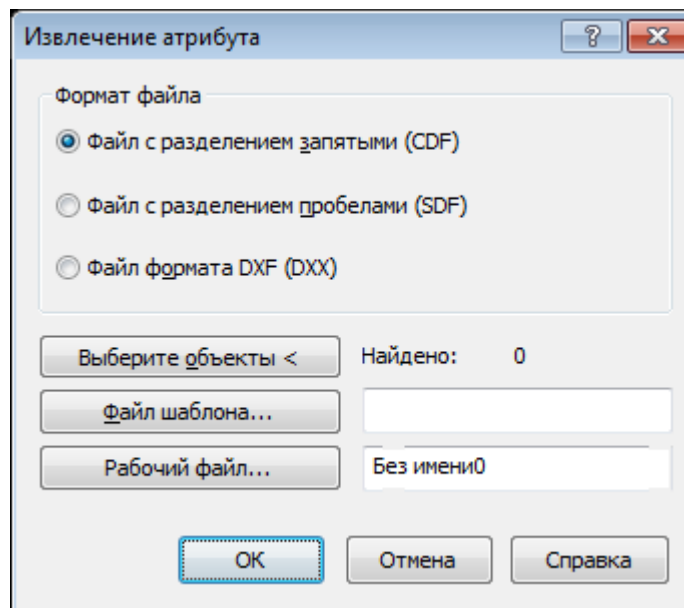 Извлечение атрибута
Формат файла
Файл с разделением запятыми (CDF)
Файл с разделением пробелами (SDF)
Файл формата DXF (DXX)
Выберите объекты < Найдено: 0
Файл шаблона...
Рабочий файл... Без имени0
ОК Отмена Справка